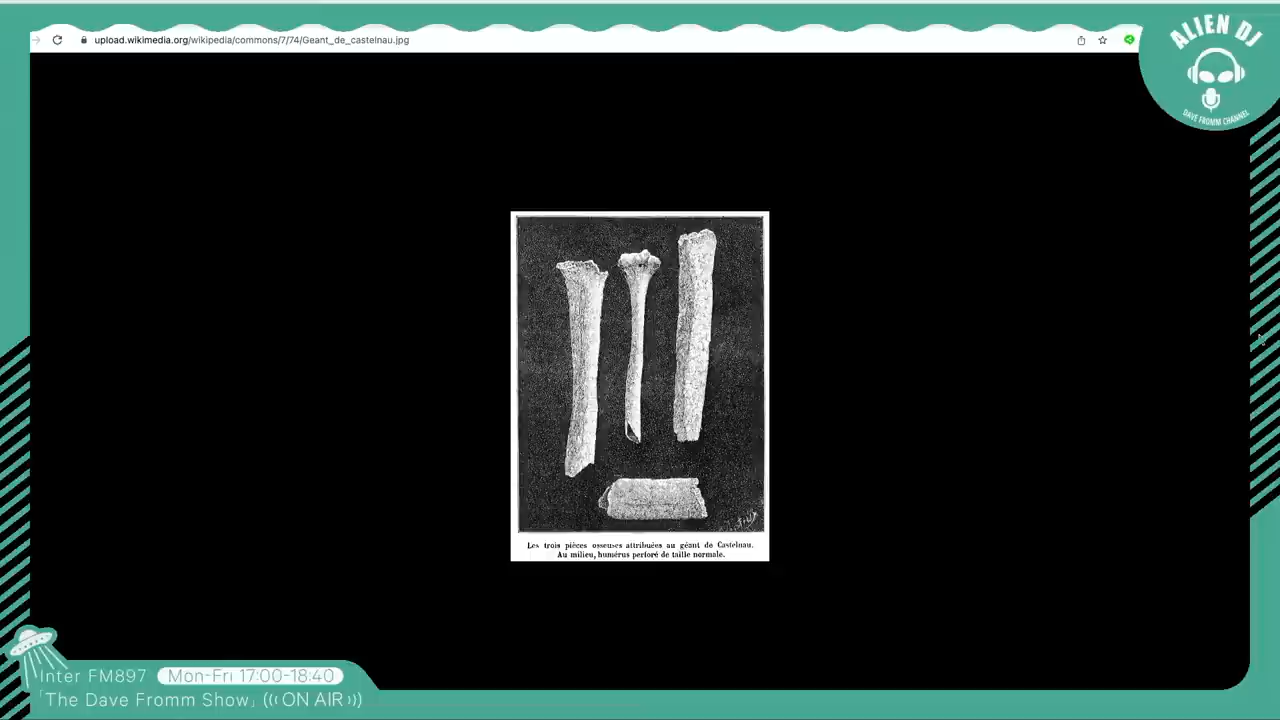 upload.wikimedia.org/wikipedia/commons/7/74/Geant_de_castelnau.jpg
ALIEN DJ
DAVE FROMM CHANNEL
Les trois pièces osseuses attribuées au géant de Castelnau.
Au milieu, humérus perforé de taille normale.
Inter FM897 Mon-Fri 17:00-18:40
「The Dave Fromm Show」 ((( ON AIR )))